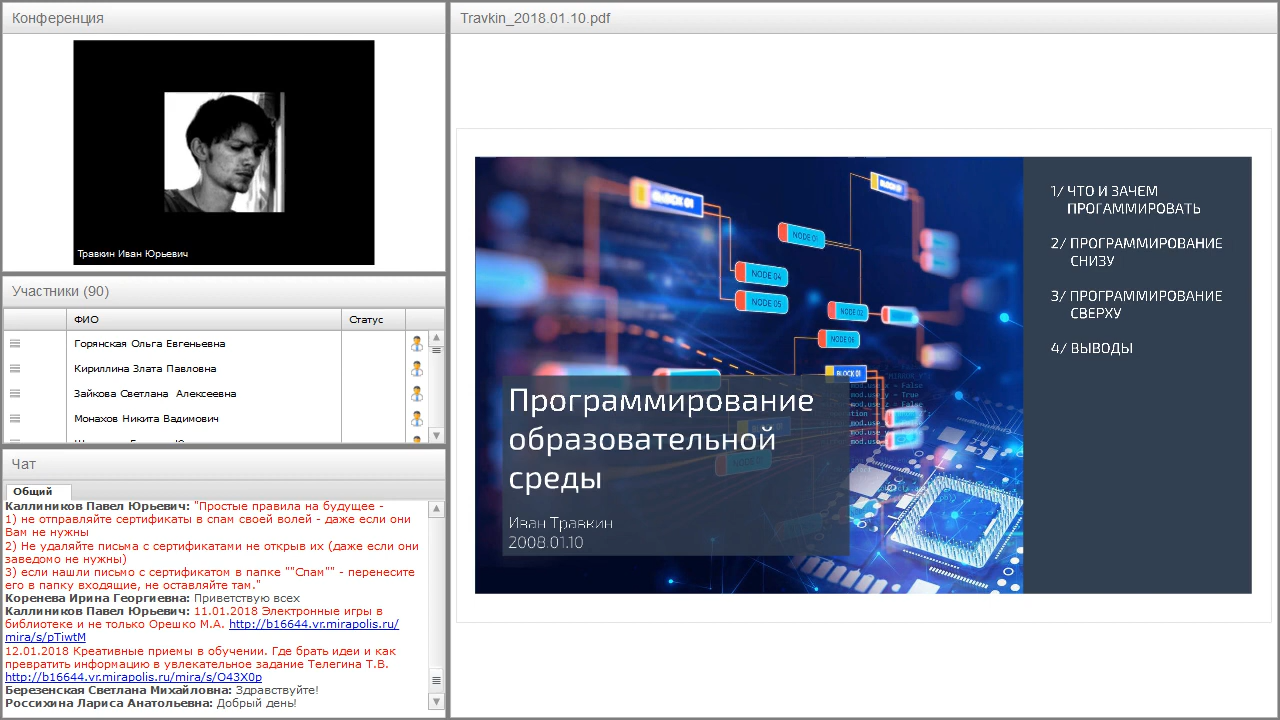 Конференция
Травкин Иван Юрьевич
Участники (90)
ФИО
Статус
Горянская Ольга Евгеньевна
Кириллина Злата Павловна
Зайкова Светлана Алексеевна
Монахов Никита Вадимович
Чат
Общий
Каллиников Павел Юрьевич: "Простые правила на будущее -
1) не отправляйте сертификаты в спам своей волей - даже если они
Вам не нужны
2) Не удаляйте письма с сертификатами не открыв их (даже если они
заведомо не нужны)
3) если нашли письмо с сертификатом в папке ""Спам"" - перенесите
его в папку входящие, не оставляйте там."
Коренева Ирина Георгиевна: Приветствую всех
Каллиников Павел Юрьевич: 11.01.2018 Электронные игры в
библиотеке и не только Орешко М.А. http://b16644.vr.mirapolis.ru/
mira/s/pTiwtM
12.01.2018 Креативные приемы в обучении. Где брать идеи и как
превратить информацию в увлекательное задание Телегина Т.В.
http://b16644.vr.mirapolis.ru/mira/s/O43X0p
Березенская Светлана Михайловна: Здравствуйте!
Россихина Лариса Анатольевна: Добрый день!
Travkin_2018.01.10.pdf
BLOCK 01
BLOCK 01
NODE 01
NODE 04
NODE 05
NODE 02
NODE 06
BLOCK 01
Программирование
образовательной
среды
Иван Травкин
2008.01.10
1/ ЧТО И ЗАЧЕМ
ПРОГАММИРОВАТЬ
2/ ПРОГРАММИРОВАНИЕ
СНИЗУ
3/ ПРОГРАММИРОВАНИЕ
СВЕРХУ
4/ ВЫВОДЫ